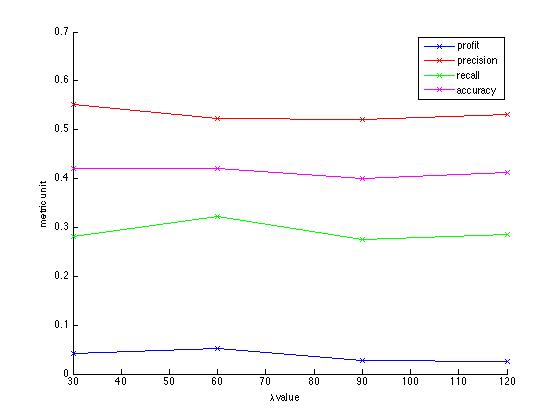 0.7
0.6
0.5
0.4
0.3
0.2
0.1
0
metric unit
30 40 50 60 70 80 90 100 110 120
λ value
profit
precision
recall
accuracy